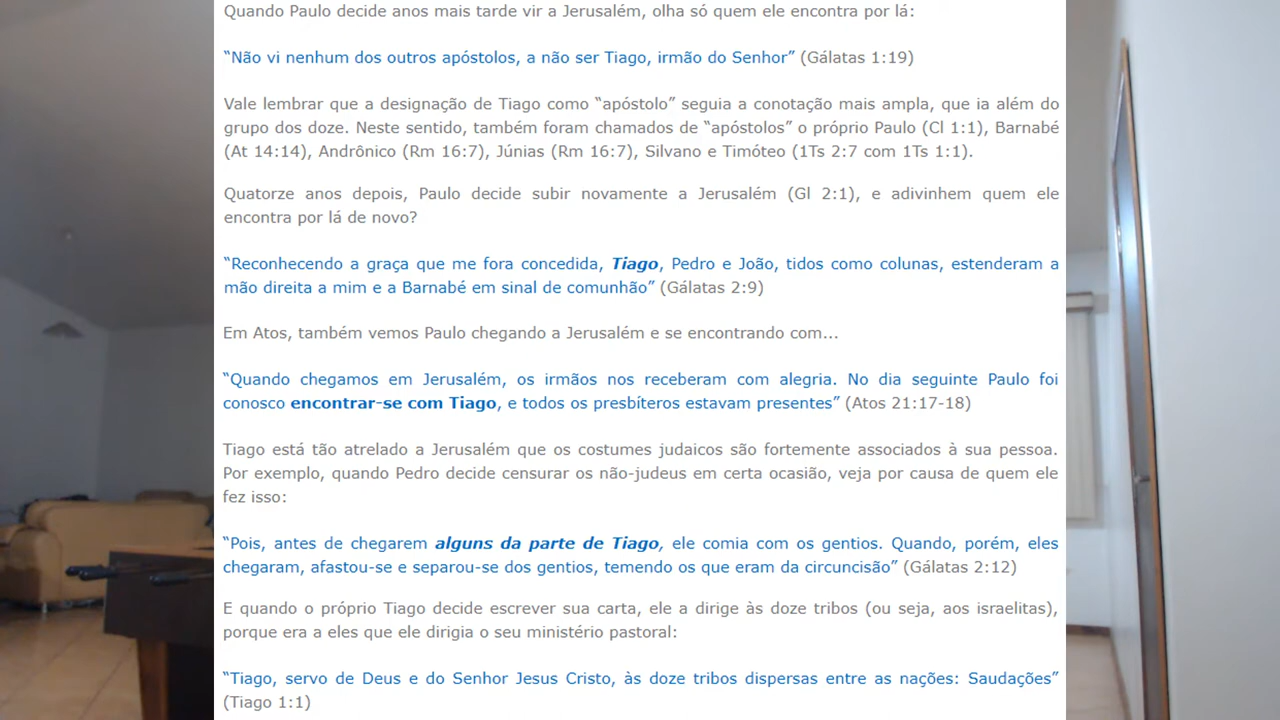 Quando Paulo decide anos mais tarde vir a Jerusalém, olha só quem ele encontra por lá:
“Não vi nenhum dos outros apóstolos, a não ser Tiago, irmão do Senhor” (Gálatas 1:19)
Vale lembrar que a designação de Tiago como “apóstolo” seguia a conotação mais ampla, que ia além do
grupo dos doze. Neste sentido, também foram chamados de “apóstolos” o próprio Paulo (Cl 1:1), Barnabé
(At 14:14), Andrônico (Rm 16:7), Júnias (Rm 16:7), Silvano e Timóteo (1Ts 2:7 com 1Ts 1:1).
Quatorze anos depois, Paulo decide subir novamente a Jerusalém (Gl 2:1), e adivinhem quem ele
encontra por lá de novo?
“Reconhecendo a graça que me fora concedida, Tiago, Pedro e João, tidos como colunas, estenderam a
mão direita a mim e a Barnabé em sinal de comunhão” (Gálatas 2:9)
Em Atos, também vemos Paulo chegando a Jerusalém e se encontrando com...
“Quando chegamos em Jerusalém, os irmãos nos receberam com alegria. No dia seguinte Paulo foi
conosco encontrar-se com Tiago, e todos os presbíteros estavam presentes” (Atos 21:17-18)
Tiago está tão atrelado a Jerusalém que os costumes judaicos são fortemente associados à sua pessoa.
Por exemplo, quando Pedro decide censurar os não-judeus em certa ocasião, veja por causa de quem ele
fez isso:
“Pois, antes de chegarem alguns da parte de Tiago, ele comia com os gentios. Quando, porém, eles
chegaram, afastou-se e separou-se dos gentios, temendo os que eram da circuncisão” (Gálatas 2:12)
E quando o próprio Tiago decide escrever sua carta, ele a dirige às doze tribos (ou seja, aos israelitas),
porque era a eles que ele dirigia o seu ministério pastoral:
“Tiago, servo de Deus e do Senhor Jesus Cristo, às doze tribos dispersas entre as nações: Saudações”
(Tiago 1:1)